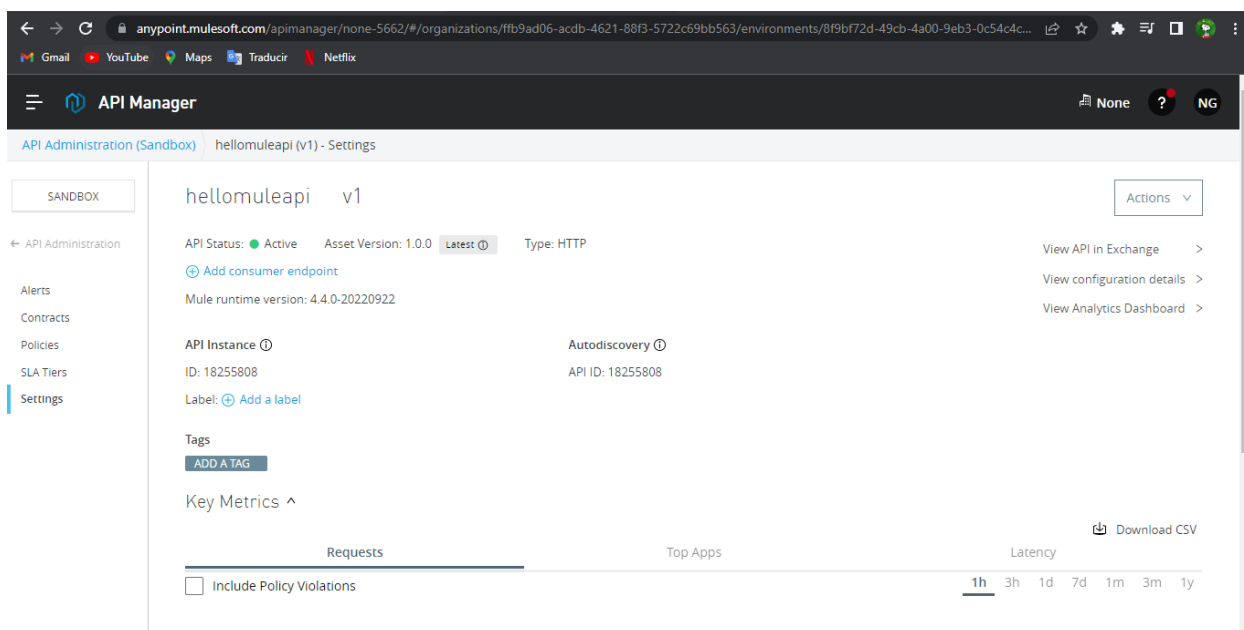 anypoint.mulesoft.com/apimanager/none-5662/#/organizations/ffb9ad06-acdb-4621-88f3-5722c69bb563/environments/8f9bf72d-49cb-4a00-9eb3-0c54c4c...
Gmail YouTube Maps Traducir Netflix
API Manager None ? NG
API Administration (Sandbox) hellomuleapi (v1) - Settings
SANDBOX
hellomuleapi v1
Actions
← API Administration
API Status: Active Asset Version: 1.0.0 Latest Type: HTTP
View API in Exchange >
Add consumer endpoint
View configuration details >
Alerts
Mule runtime version: 4.4.0-20220922
View Analytics Dashboard >
Contracts
Policies
API Instance
Autodiscovery
SLA Tiers
ID: 18255808
API ID: 18255808
Settings
Label: Add a label
Tags
ADD A TAG
Key Metrics
Download CSV
Requests Top Apps Latency
Include Policy Violations
1h 3h 1d 7d 1m 3m 1y